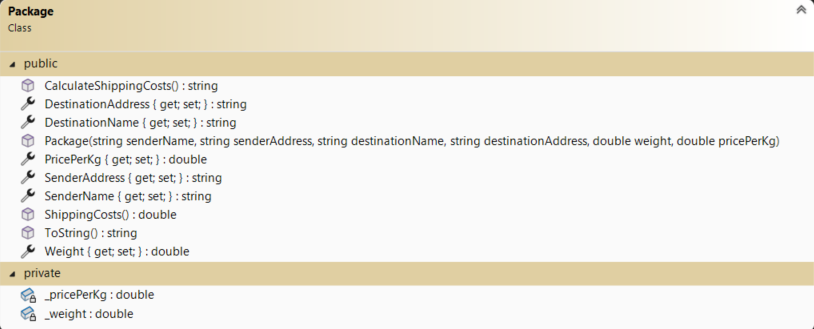 Package
Class
public
CalculateShippingCosts() : string
DestinationAddress { get; set; } : string
DestinationName { get; set; } : string
Package(string senderName, string senderAddress, string destinationName, string destinationAddress, double weight, double pricePerKg)
PricePerKg { get; set; } : double
SenderAddress { get; set; } : string
SenderName { get; set; } : string
ShippingCosts() : double
ToString() : string
Weight { get; set; } : double
private
_pricePerKg : double
_weight : double